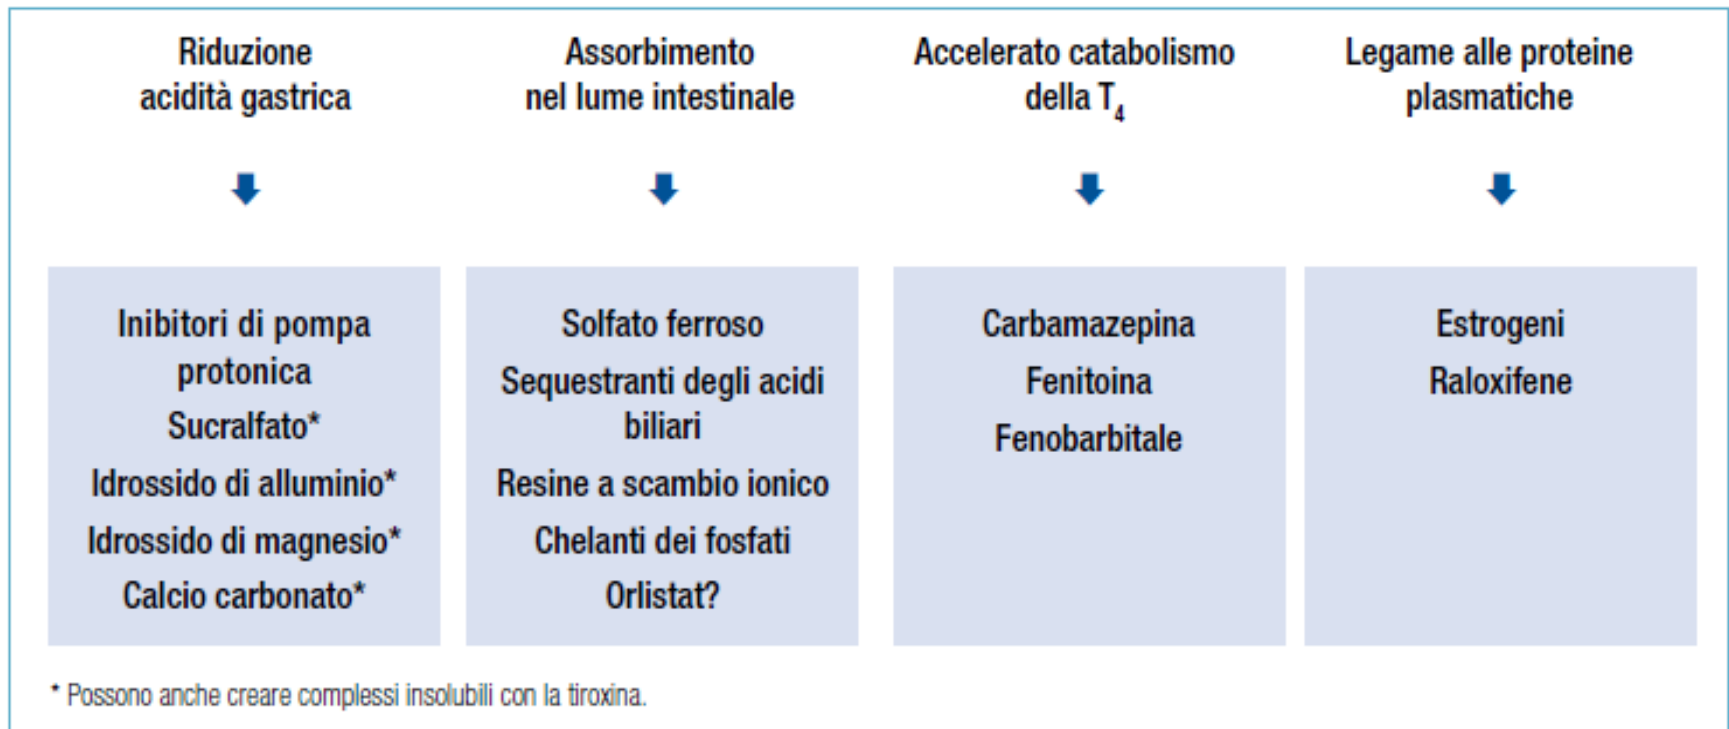 Riduzione
acidità gastrica
Inibitori di pompa
protonica
Sucralfato*
Idrossido di alluminio*
Idrossido di magnesio*
Calcio carbonato*
Assorbimento
nel lume intestinale
Solfato ferroso
Sequestranti degli acidi
biliari
Resine a scambio ionico
Chelanti dei fosfati
Orlistat?
Accelerato catabolismo
della T4
Carbamazepina
Fenitoina
Fenobarbitale
Legame alle proteine
plasmatiche
Estrogeni
Raloxifene
* Possono anche creare complessi insolubili con la tiroxina.